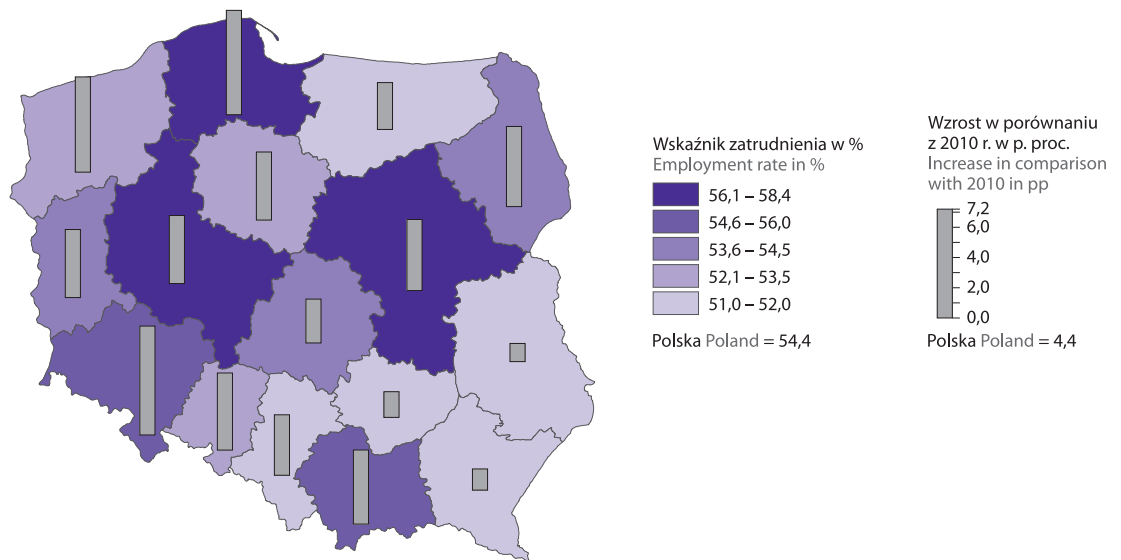 Wskaźnik zatrudnienia w %
Employment rate in %
56,1 – 58,4
54,6 – 56,0
53,6 – 54,5
52,1 – 53,5
51,0 – 52,0
Polska Poland = 54,4
Wzrost w porównaniu
z 2010 r. w p. proc.
Increase in comparison
with 2010 in pp
7,2
6,0
4,0
2,0
0,0
Polska Poland = 4,4